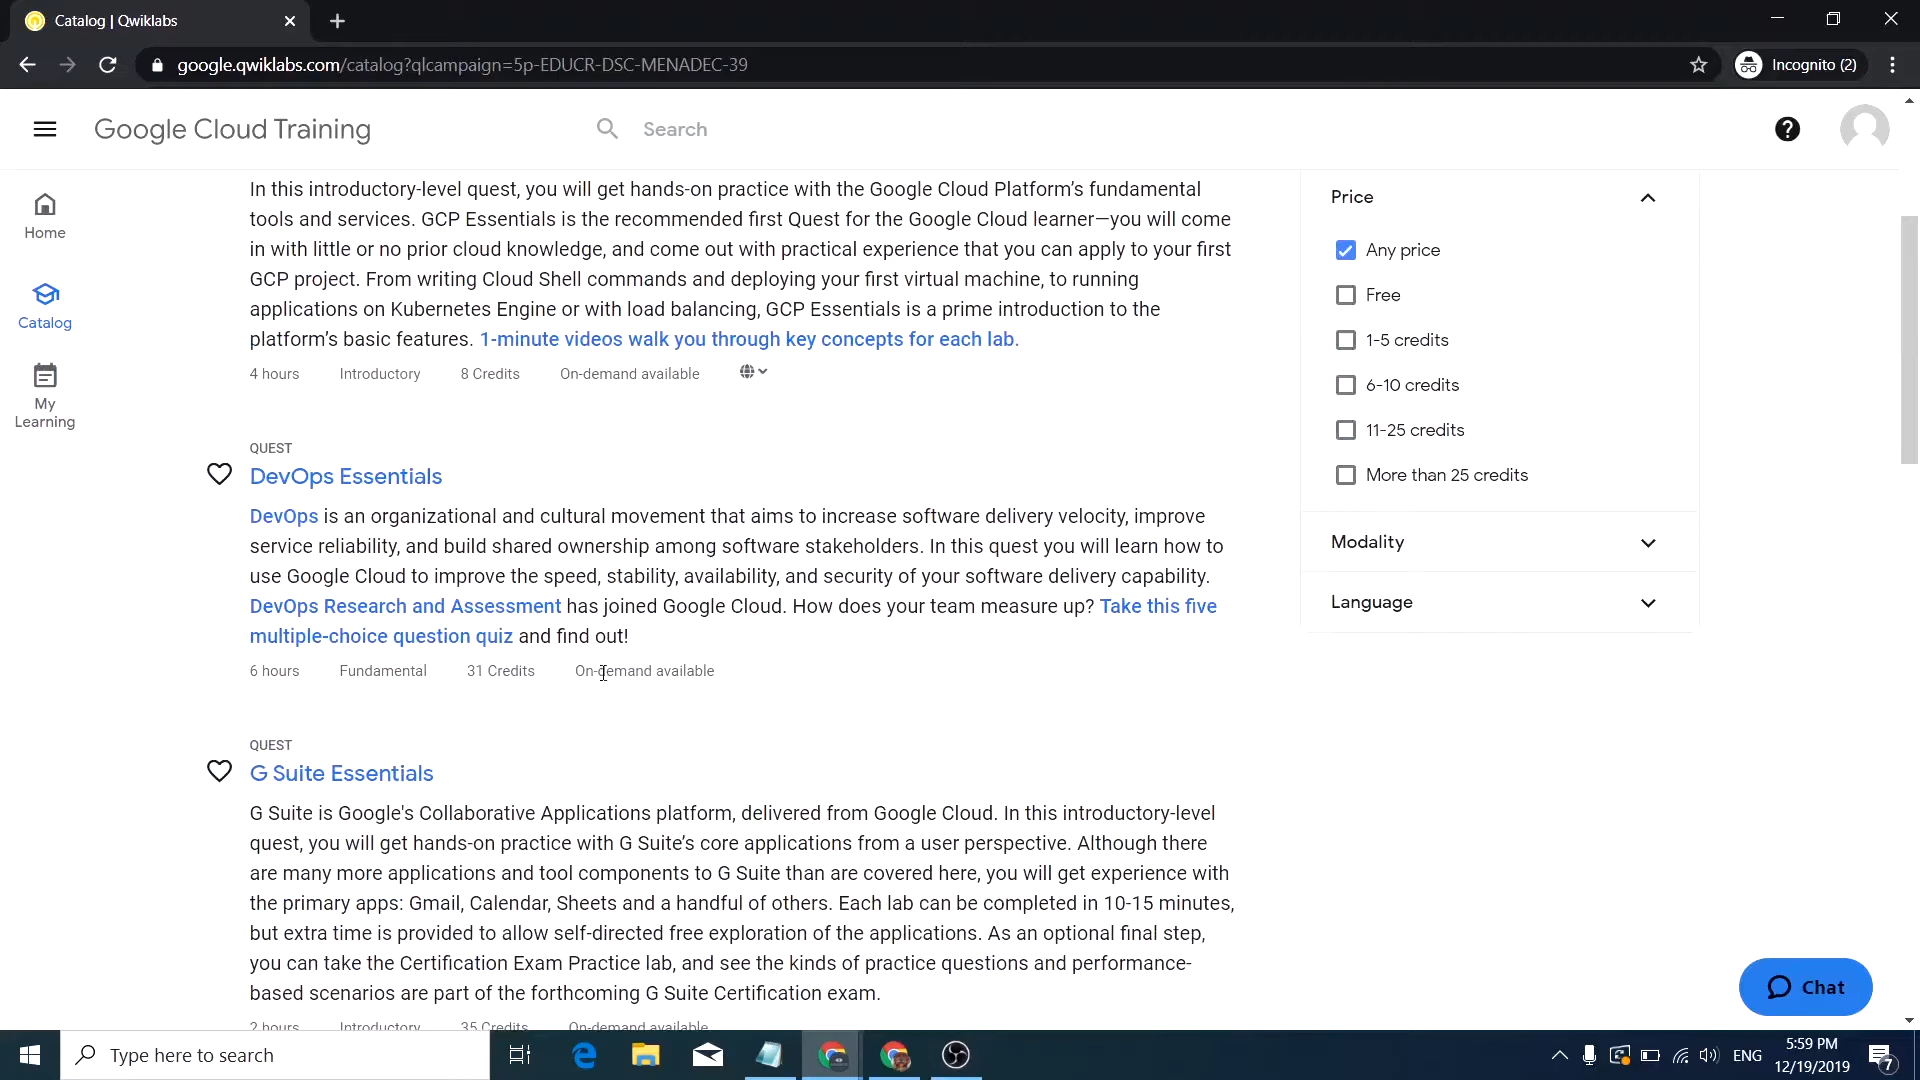 Catalog | Qwiklabs
google.qwiklabs.com/catalog?qlcampaign=5p-EDUCR-DSC-MENADEC-39
Incognito (2)
Google Cloud Training
Search
Home
Catalog
My
Learning
In this introductory-level quest, you will get hands-on practice with the Google Cloud Platform’s fundamental
tools and services. GCP Essentials is the recommended first Quest for the Google Cloud learner—you will come
in with little or no prior cloud knowledge, and come out with practical experience that you can apply to your first
GCP project. From writing Cloud Shell commands and deploying your first virtual machine, to running
applications on Kubernetes Engine or with load balancing, GCP Essentials is a prime introduction to the
platform’s basic features. 1-minute videos walk you through key concepts for each lab.
4 hours Introductory 8 Credits On-demand available
QUEST
DevOps Essentials
DevOps is an organizational and cultural movement that aims to increase software delivery velocity, improve
service reliability, and build shared ownership among software stakeholders. In this quest you will learn how to
use Google Cloud to improve the speed, stability, availability, and security of your software delivery capability.
DevOps Research and Assessment has joined Google Cloud. How does your team measure up? Take this five
multiple-choice question quiz and find out!
6 hours Fundamental 31 Credits On-demand available
QUEST
G Suite Essentials
G Suite is Google's Collaborative Applications platform, delivered from Google Cloud. In this introductory-level
quest, you will get hands-on practice with G Suite’s core applications from a user perspective. Although there
are many more applications and tool components to G Suite than are covered here, you will get experience with
the primary apps: Gmail, Calendar, Sheets and a handful of others. Each lab can be completed in 10-15 minutes,
but extra time is provided to allow self-directed free exploration of the applications. As an optional final step,
you can take the Certification Exam Practice lab, and see the kinds of practice questions and performance-
based scenarios are part of the forthcoming G Suite Certification exam.
2 hours Introductory 35 Credits On-demand available
Price
Any price
Free
1-5 credits
6-10 credits
11-25 credits
More than 25 credits
Modality
Language
Chat
Type here to search
ENG
5:59 PM
12/19/2019
7